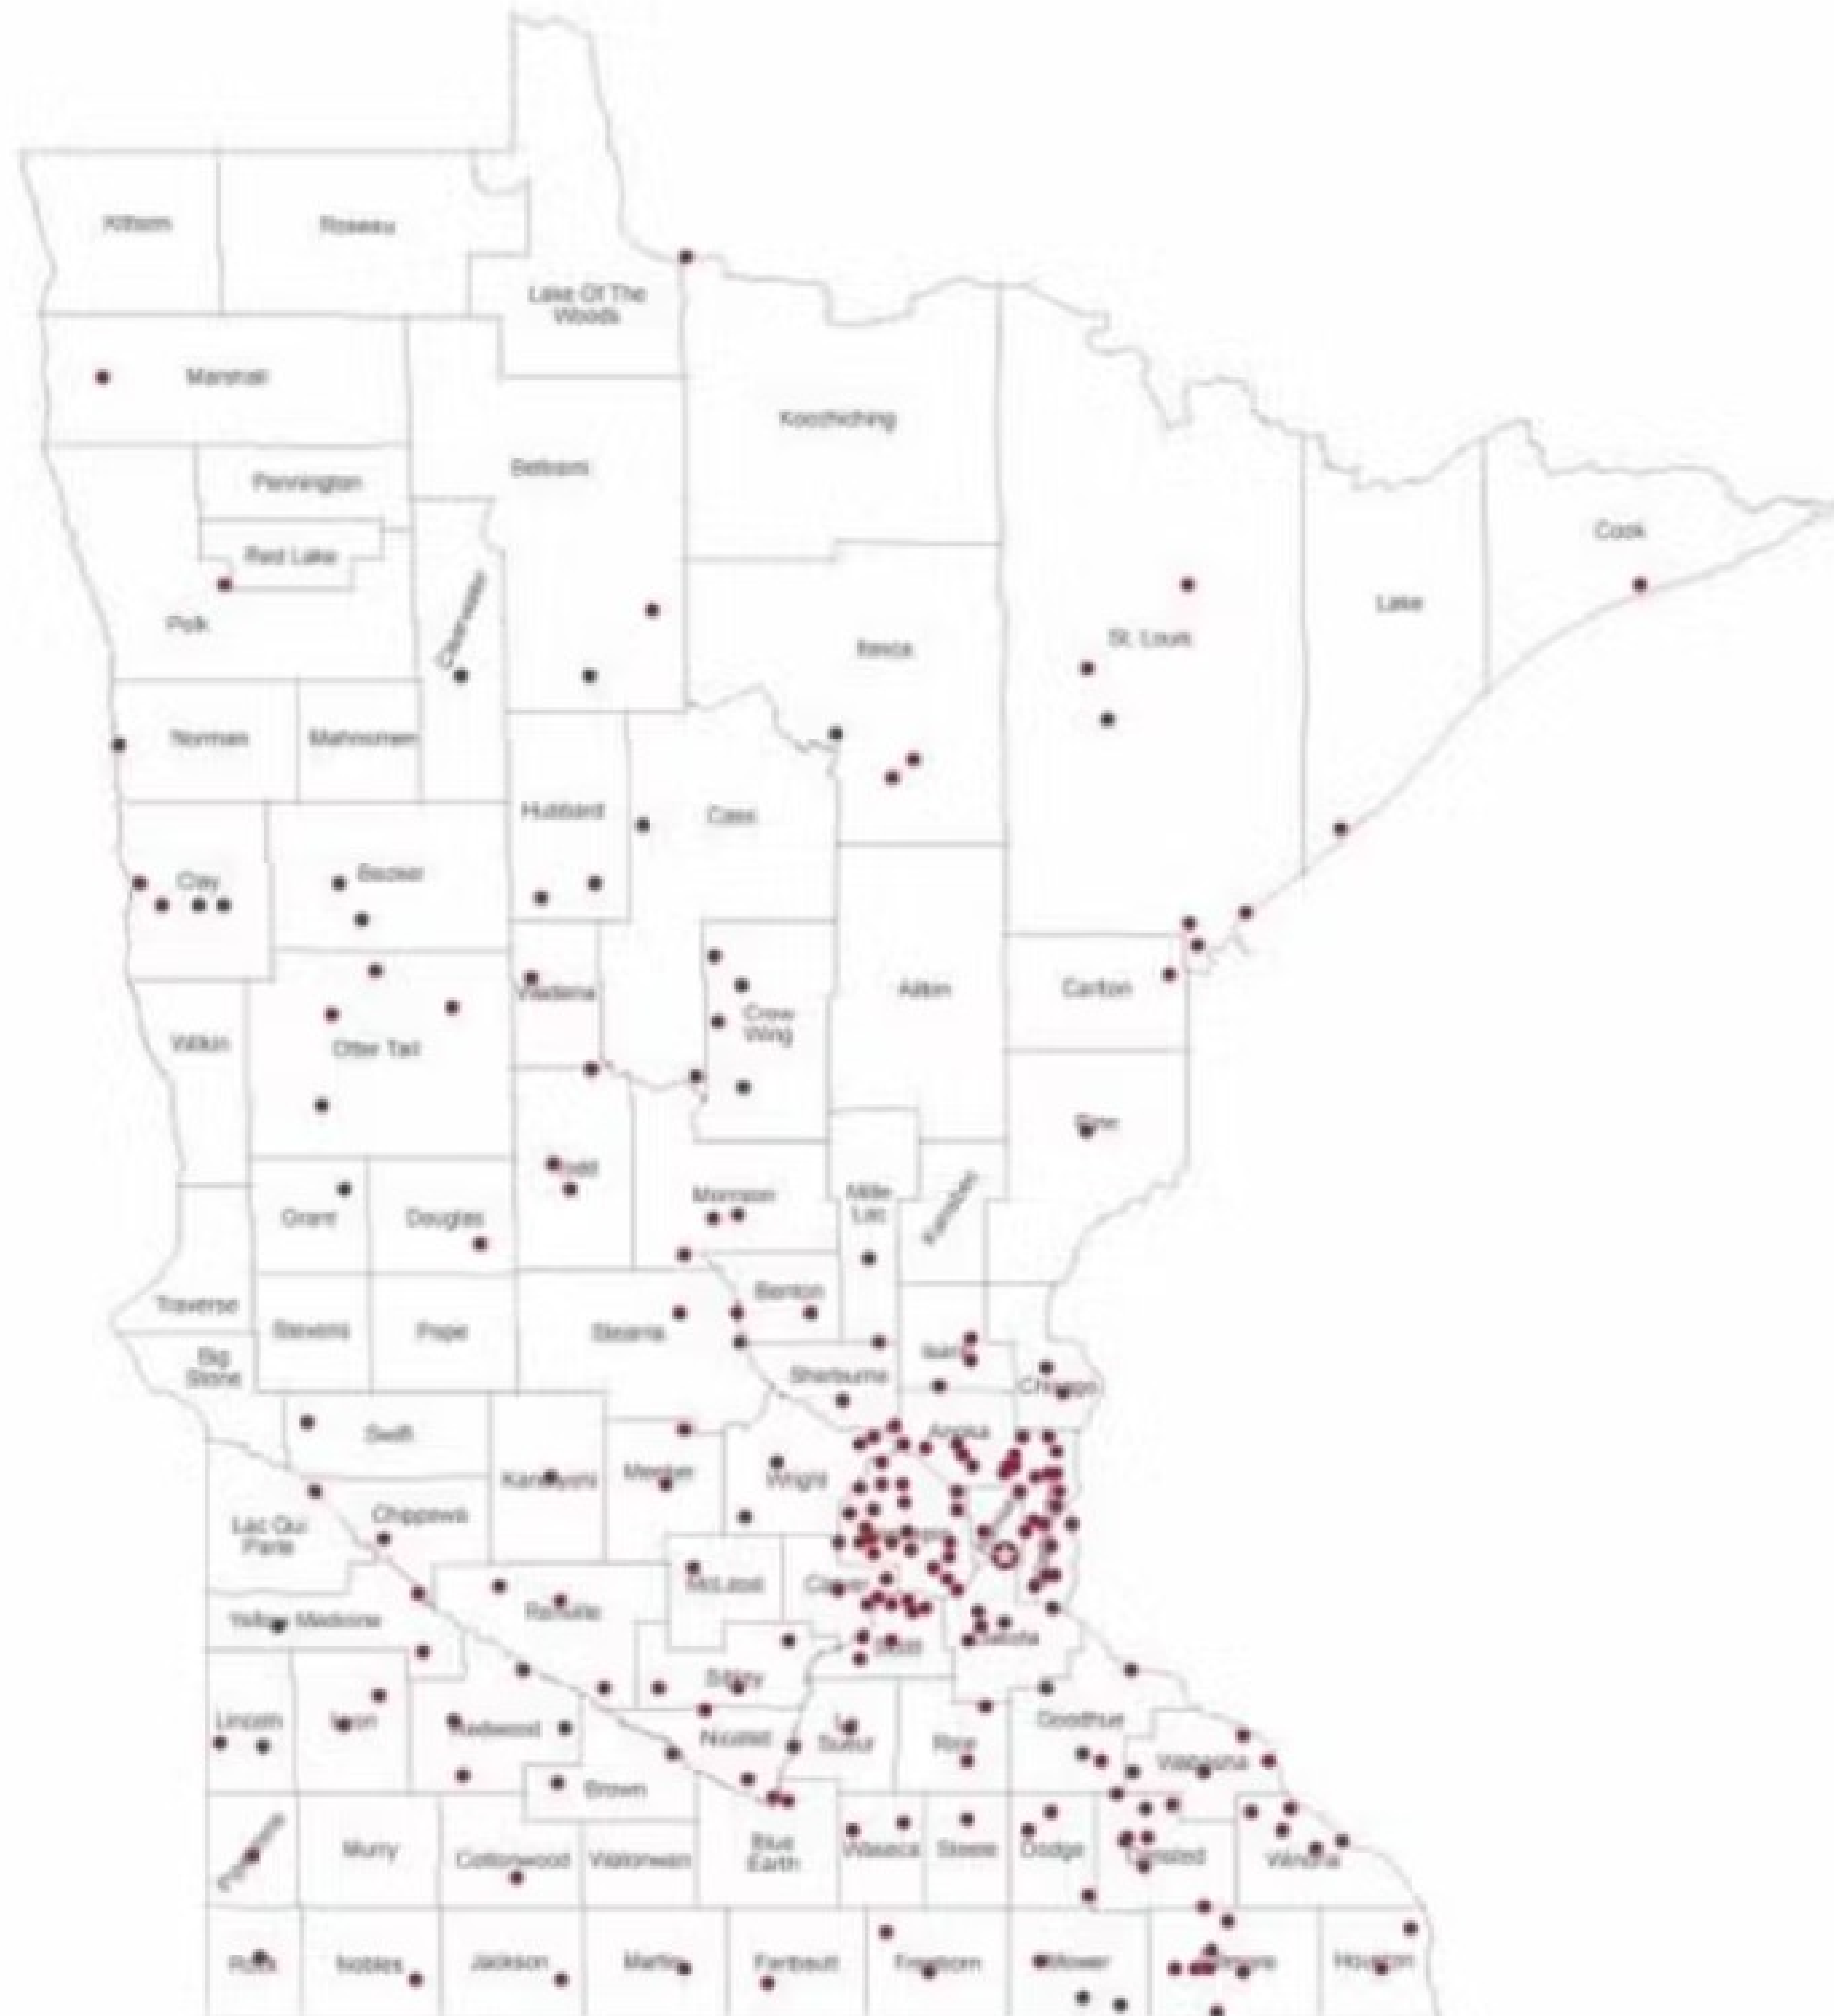 Kittson
Roseau
Lake Of The
Woods
Marshall
Koochiching
Beltrami
Pennington
Cook
Red Lake
Lake
Polk
Clearwater
St. Louis
Itasca
Norman
Mahnomen
Hubbard
Cass
Clay
Becker
Aitkin
Carlton
Wadena
Crow
Wing
Wilkin
Otter Tail
Pine
Todd
Morrison
Mille
Lac
Kanabec
Grant
Douglas
Traverse
Benton
Stevens
Pope
Stearns
Big
Stone
Sherburne
Chisago
Swift
Anoka
Meeker
Wright
Chippewa
Lac Qui
Parle
McLeod
Carver
Renville
Yellow Medicine
Scott
Dakota
Sibley
Lincoln
Lyon
Redwood
Nicollet
Le
Sueur
Rice
Goodhue
Wabasha
Brown
Murry
Cottonwood
Watonwan
Blue
Earth
Waseca
Steele
Dodge
Olmsted
Winona
Rock
Nobles
Jackson
Martin
Faribault
Freeborn
Mower
Houston